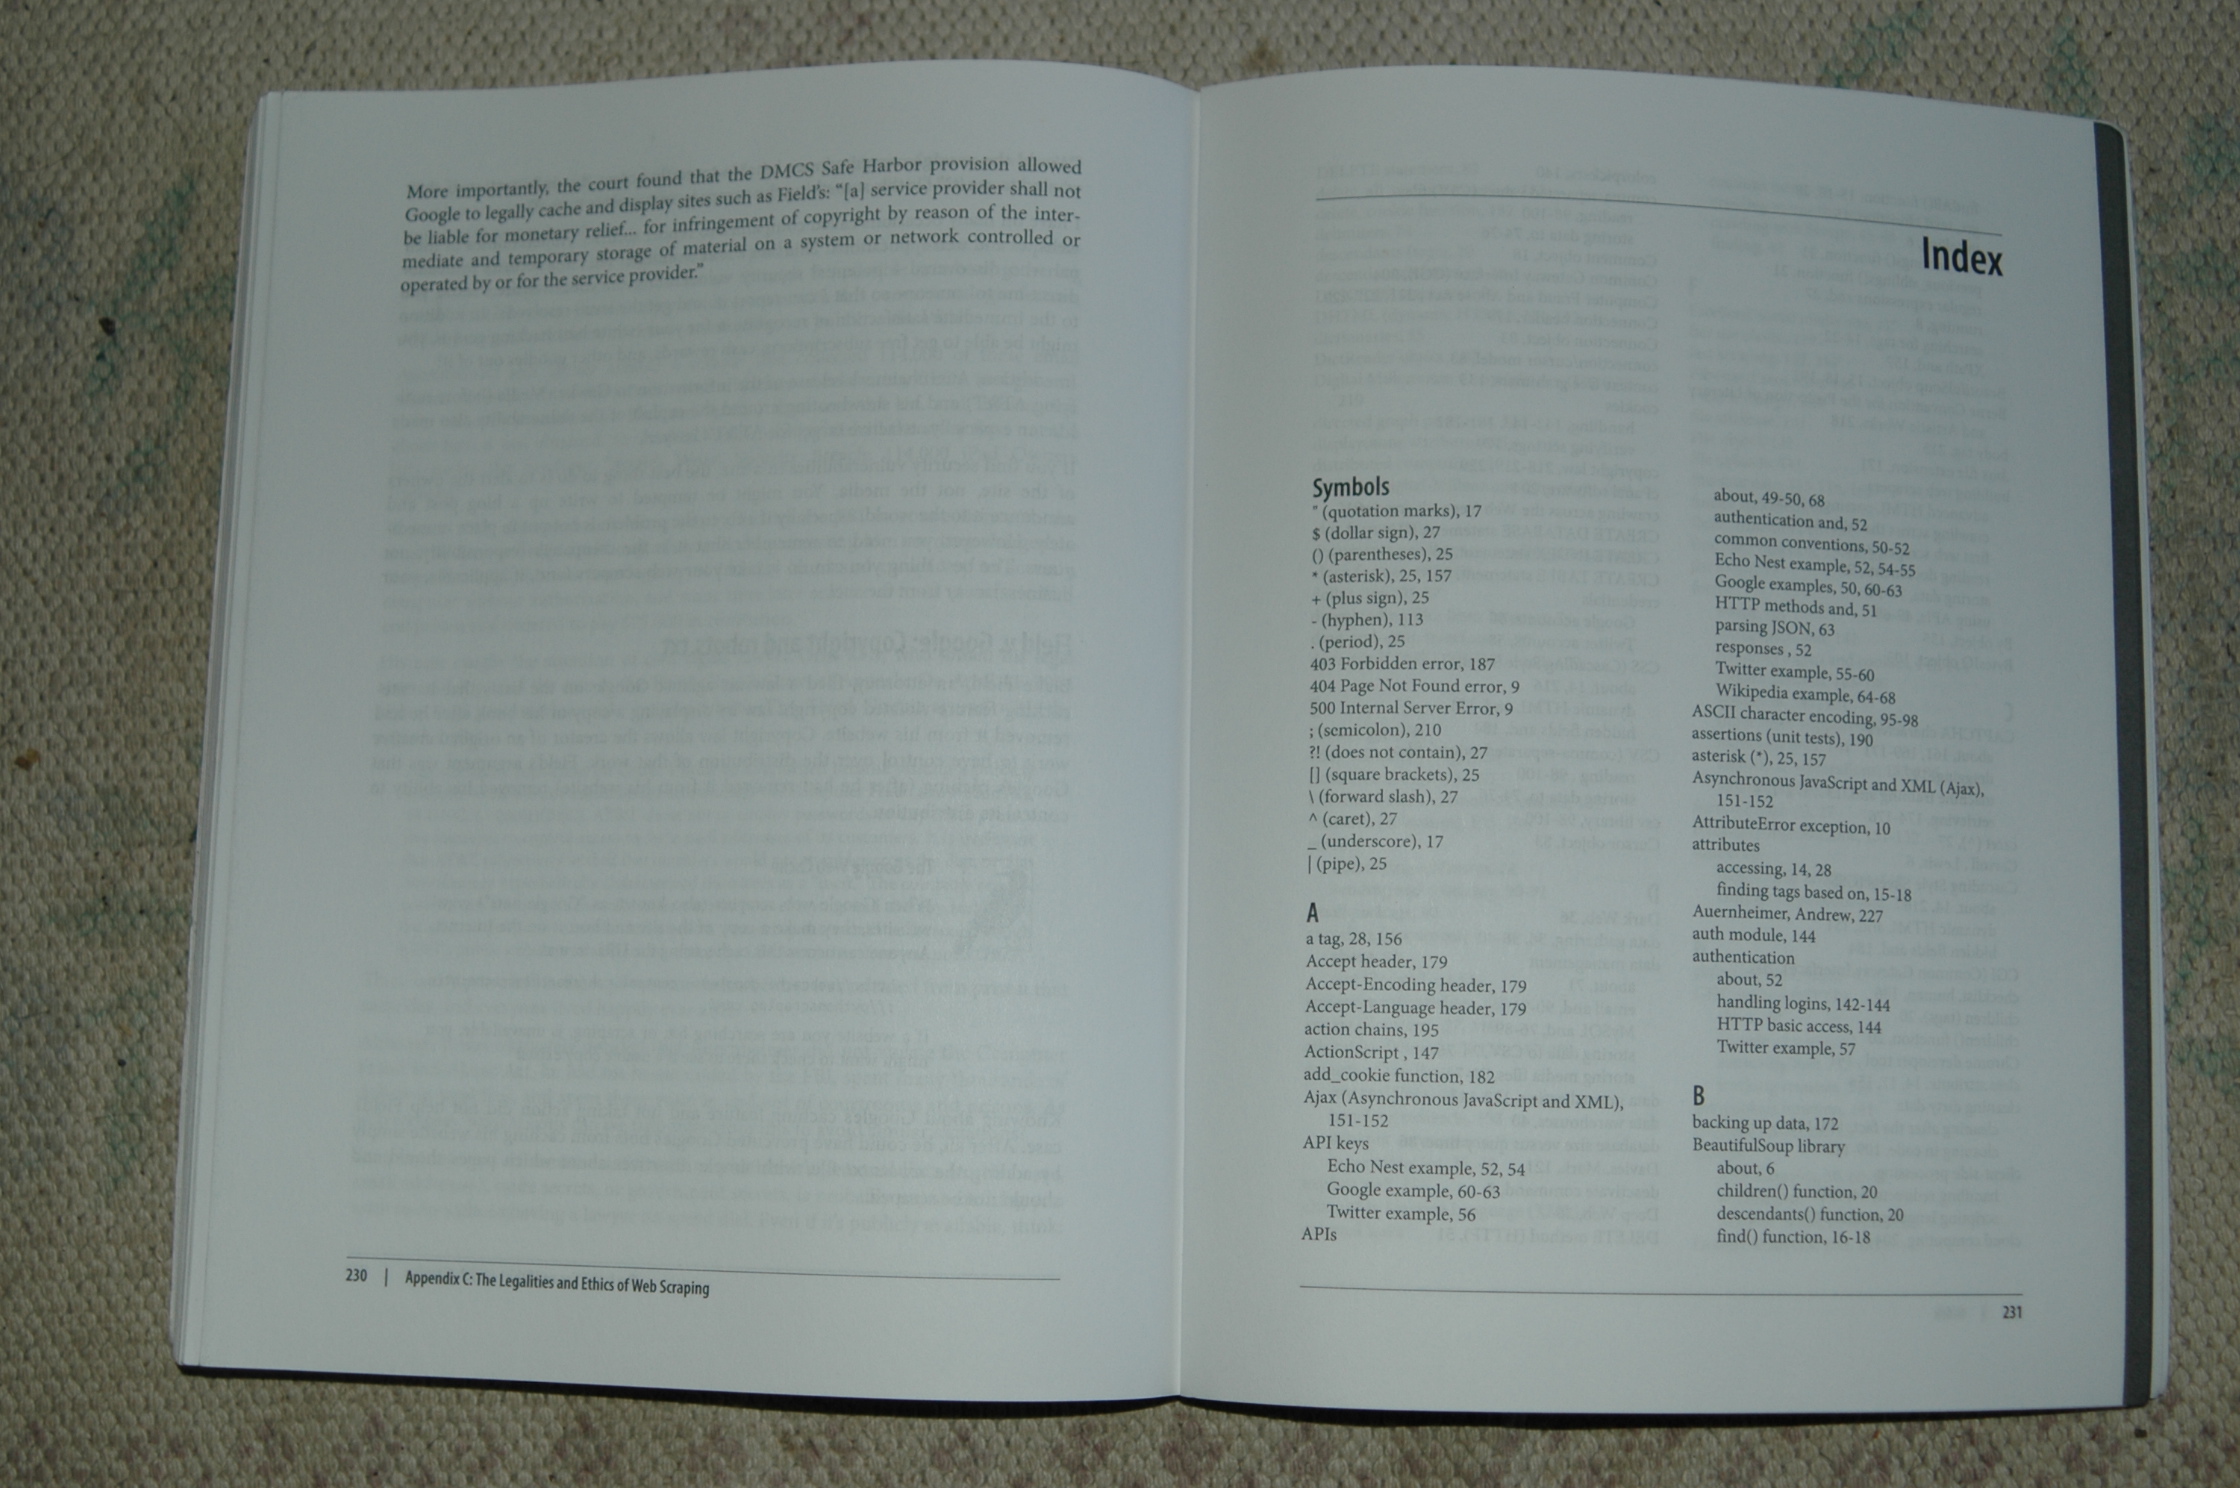 More importantly, the court found that the DMCS Safe Harbor provision allowed
Google to legally cache and display sites such as Field's: "[a] service provider shall not
be liable for monetary relief... for infringement of copyright by reason of the inter-
mediate and temporary storage of material on a system or network controlled or
operated by or for the service provider."
230 | Appendix C: The Legalities and Ethics of Web Scraping
Index
Symbols
" (quotation marks), 17
$ (dollar sign), 27
() (parentheses), 25
* (asterisk), 25, 157
+ (plus sign), 25
- (hyphen), 113
. (period), 25
403 Forbidden error, 187
404 Page Not Found error, 9
500 Internal Server Error, 9
; (semicolon), 210
?! (does not contain), 27
[] (square brackets), 25
\ (forward slash), 27
^ (caret), 27
_ (underscore), 17
| (pipe), 25
A
a tag, 28, 156
Accept header, 179
Accept-Encoding header, 179
Accept-Language header, 179
action chains, 195
ActionScript , 147
add_cookie function, 182
Ajax (Asynchronous JavaScript and XML),
151-152
API keys
Echo Nest example, 52, 54
Google example, 60-63
Twitter example, 56
APIs
about, 49-50, 68
authentication and, 52
common conventions, 50-52
Echo Nest example, 52, 54-55
Google examples, 50, 60-63
HTTP methods and, 51
parsing JSON, 63
responses , 52
Twitter example, 55-60
Wikipedia example, 64-68
ASCII character encoding, 95-98
assertions (unit tests), 190
asterisk (*), 25, 157
Asynchronous JavaScript and XML (Ajax),
151-152
AttributeError exception, 10
attributes
accessing, 14, 28
finding tags based on, 15-18
Auernheimer, Andrew, 227
auth module, 144
authentication
about, 52
handling logins, 142-144
HTTP basic access, 144
Twitter example, 57
B
backing up data, 172
BeautifulSoup library
about, 6
children() function, 20
descendants() function, 20
find() function, 16-18
231